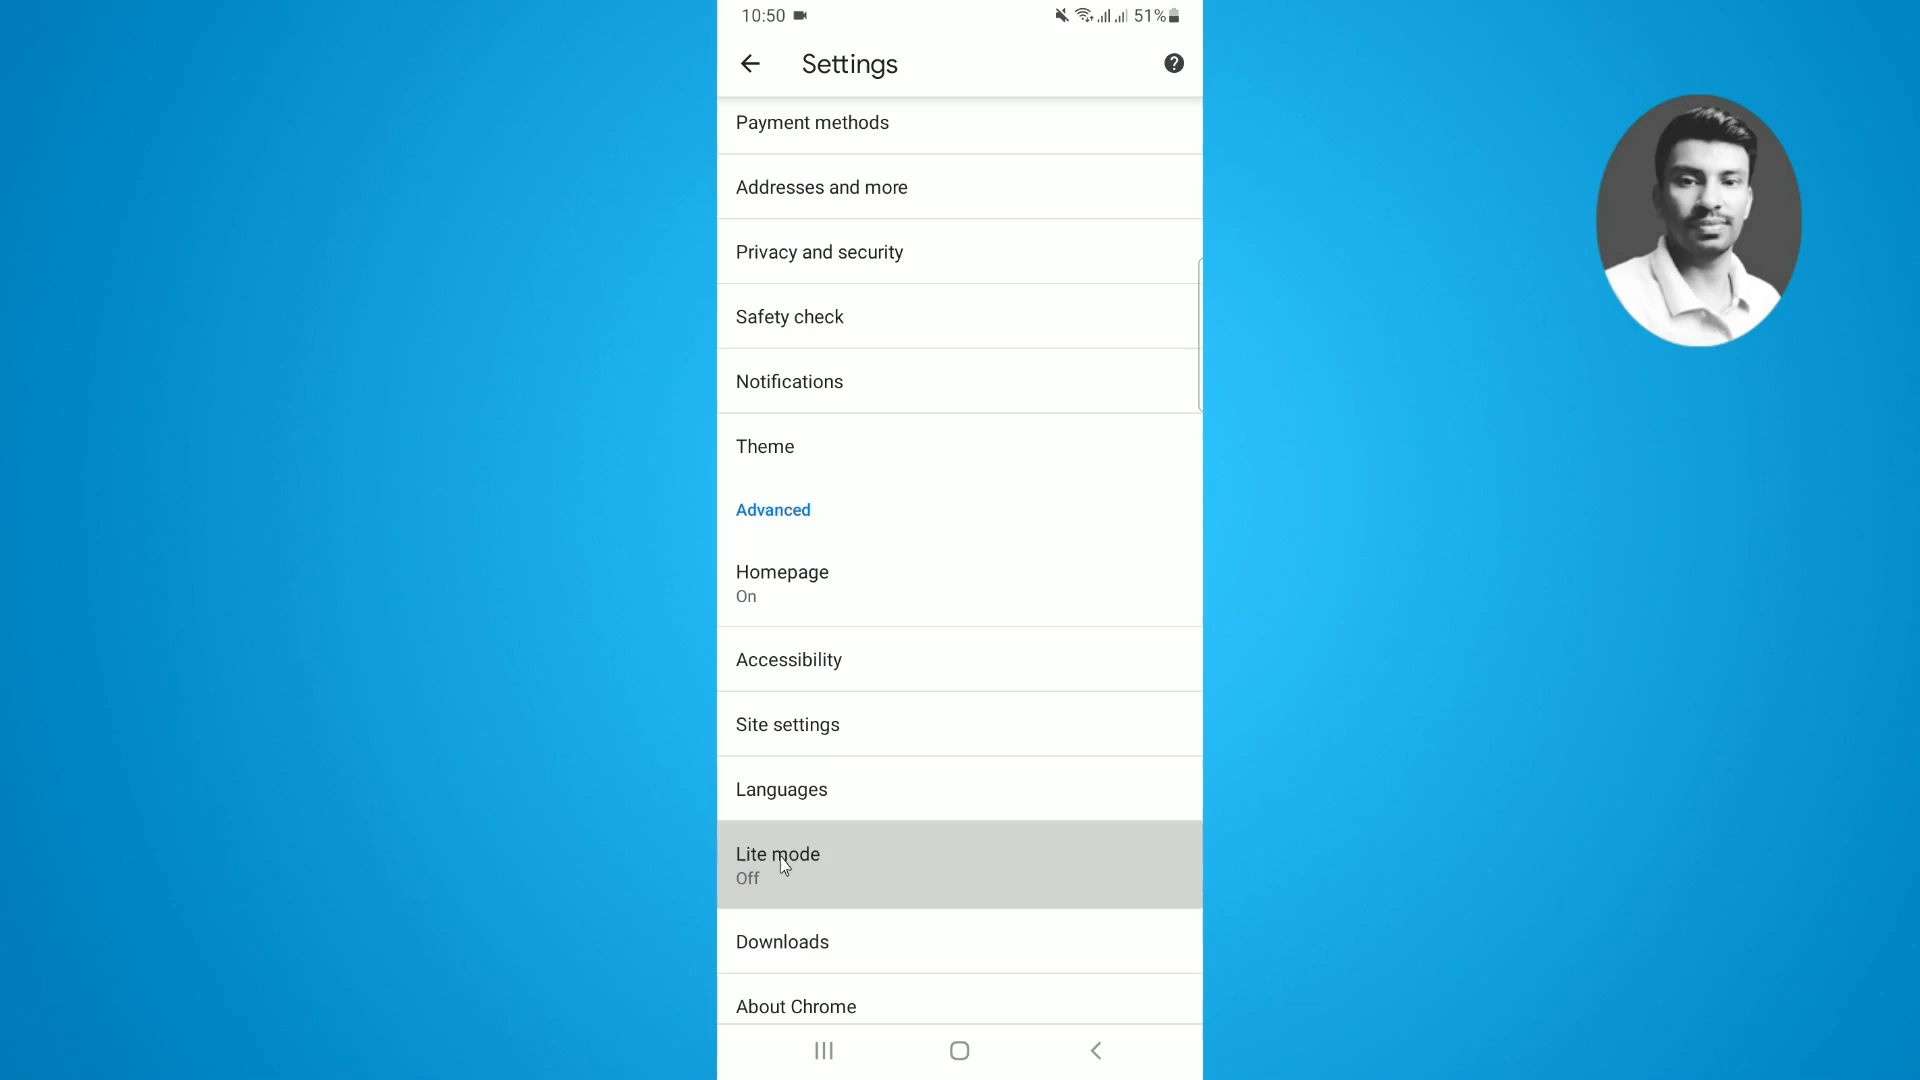 10:50 51%
Settings
Payment methods
Addresses and more
Privacy and security
Safety check
Notifications
Theme
Advanced
Homepage
On
Accessibility
Site settings
Languages
Lite mode
Off
Downloads
About Chrome